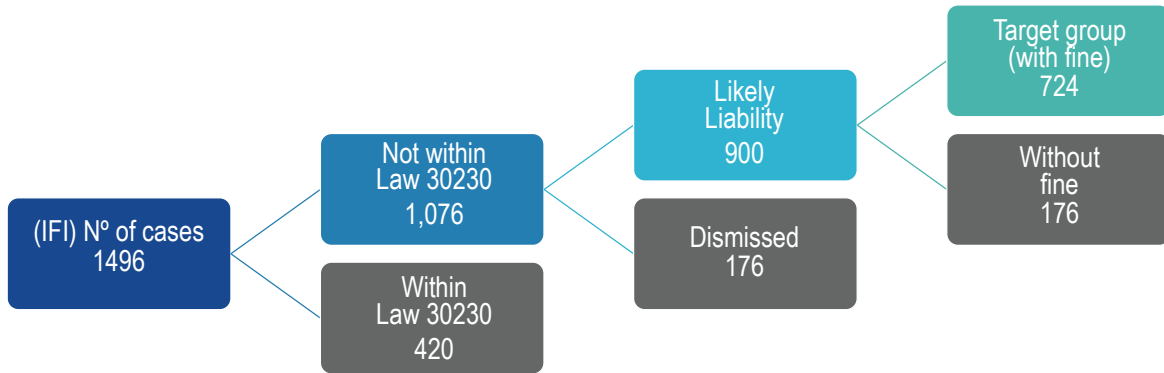 (IFI) Nº of cases
1496
Not within
Law 30230
1,076
Within
Law 30230
420
Likely
Liability
900
Dismissed
176
Target group
(with fine)
724
Without
fine
176